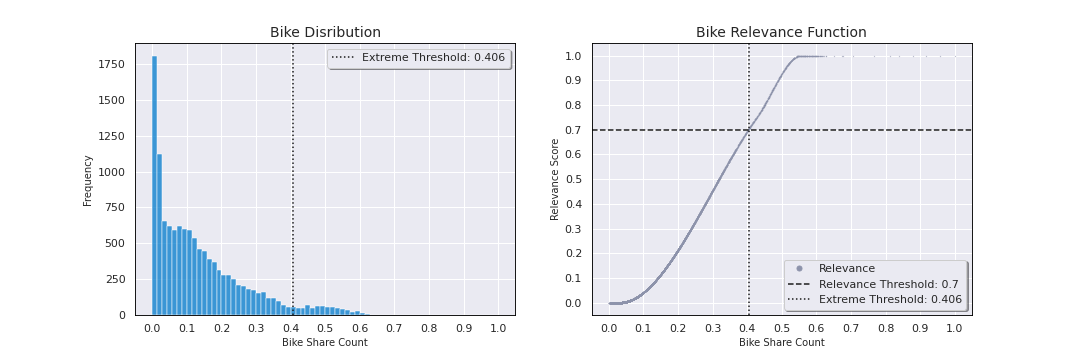 Bike Disribution
Extreme Threshold: 0.406
1750
1500
1250
1000
750
500
250
0
Frequency
0.0 0.1 0.2 0.3 0.4 0.5 0.6 0.7 0.8 0.9 1.0
Bike Share Count
Bike Relevance Function
1.0
0.9
0.8
0.7
0.6
0.5
0.4
0.3
0.2
0.1
0.0
Relevance Score
Relevance
Relevance Threshold: 0.7
Extreme Threshold: 0.406
0.0 0.1 0.2 0.3 0.4 0.5 0.6 0.7 0.8 0.9 1.0
Bike Share Count